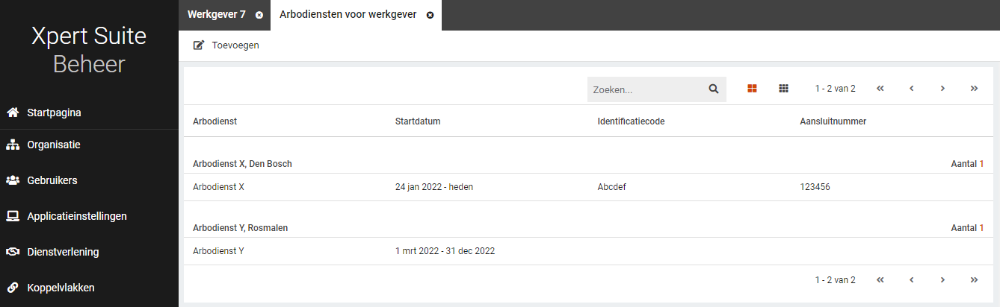 Xpert Suite
Beheer
Startpagina
Organisatie
Gebruikers
Applicatieinstellingen
Dienstverlening
Koppelvlakken
Werkgever 7 Arbodiensten voor werkgever
Toevoegen
Zoeken... 1 - 2 van 2
Arbodienst Startdatum Identificatiecode Aansluitnummer
Arbodienst X, Den Bosch Aantal 1
Arbodienst X 24 jan 2022 - heden Abcdef 123456
Arbodienst Y, Rosmalen Aantal 1
Arbodienst Y 1 mrt 2022 - 31 dec 2022
1 - 2 van 2